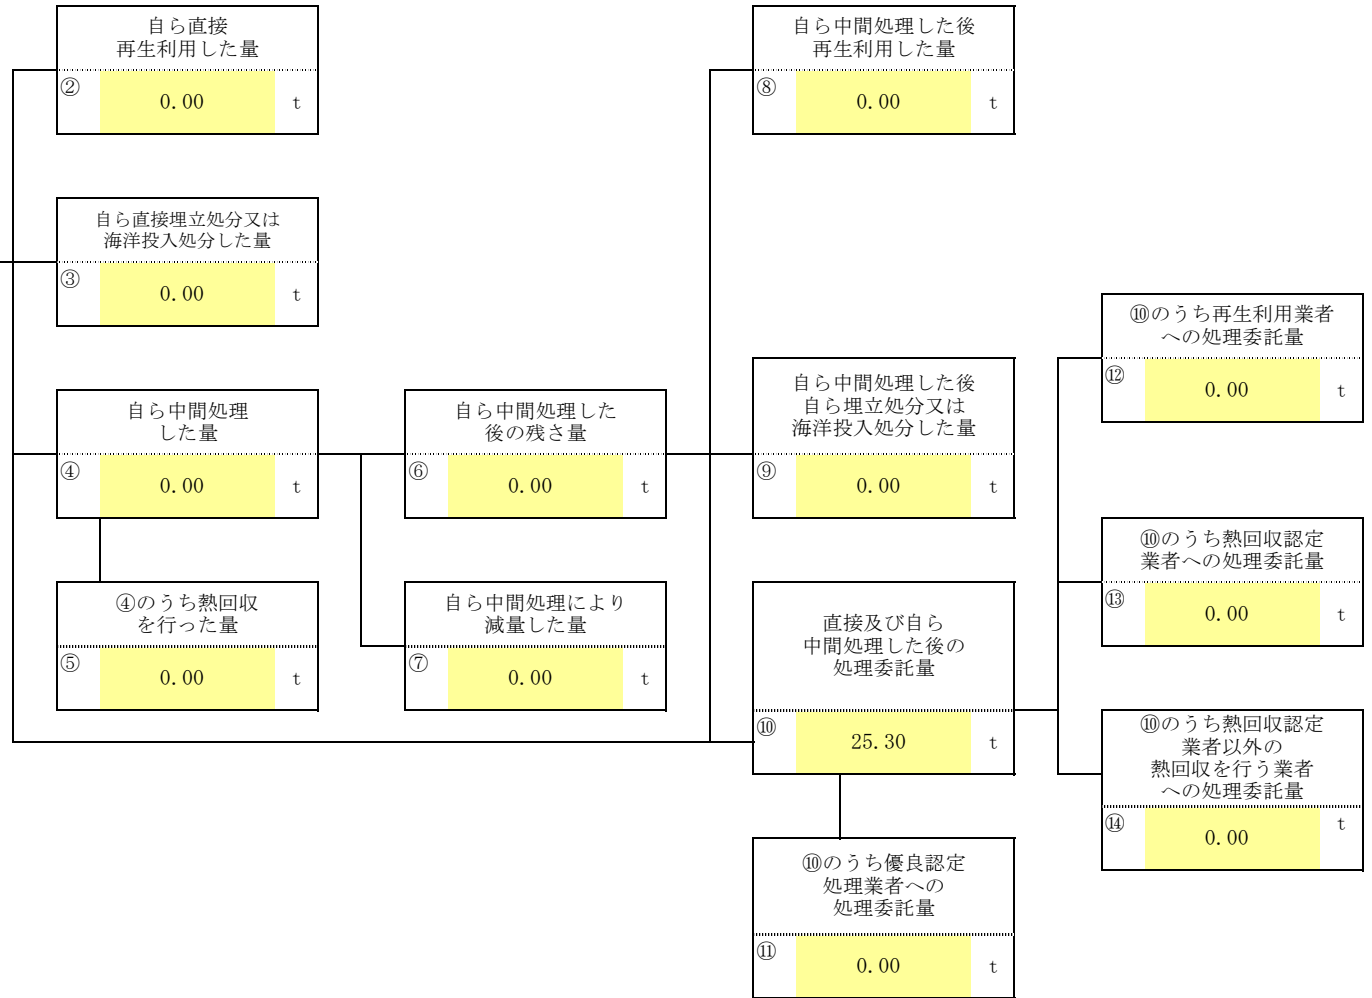 自ら直接
再生利用した量
②
0.00
t
自ら直接埋立処分又は
海洋投入処分した量
③
0.00
t
自ら中間処理
した量
④
0.00
t
④のうち熱回収
を行った量
⑤
0.00
t
自ら中間処理した
後の残さ量
⑥
0.00
t
自ら中間処理により
減量した量
⑦
0.00
t
自ら中間処理した後
再生利用した量
⑧
0.00
t
自ら中間処理した後
自ら埋立処分又は
海洋投入処分した量
⑨
0.00
t
直接及び自ら
中間処理した後の
処理委託量
⑩
25.30
t
⑩のうち優良認定
処理業者への
処理委託量
⑪
0.00
t
⑩のうち再生利用業者
への処理委託量
⑫
0.00
t
⑩のうち熱回収認定
業者への処理委託量
⑬
0.00
t
⑩のうち熱回収認定
業者以外の
熱回収を行う業者
への処理委託量
⑭
0.00
t